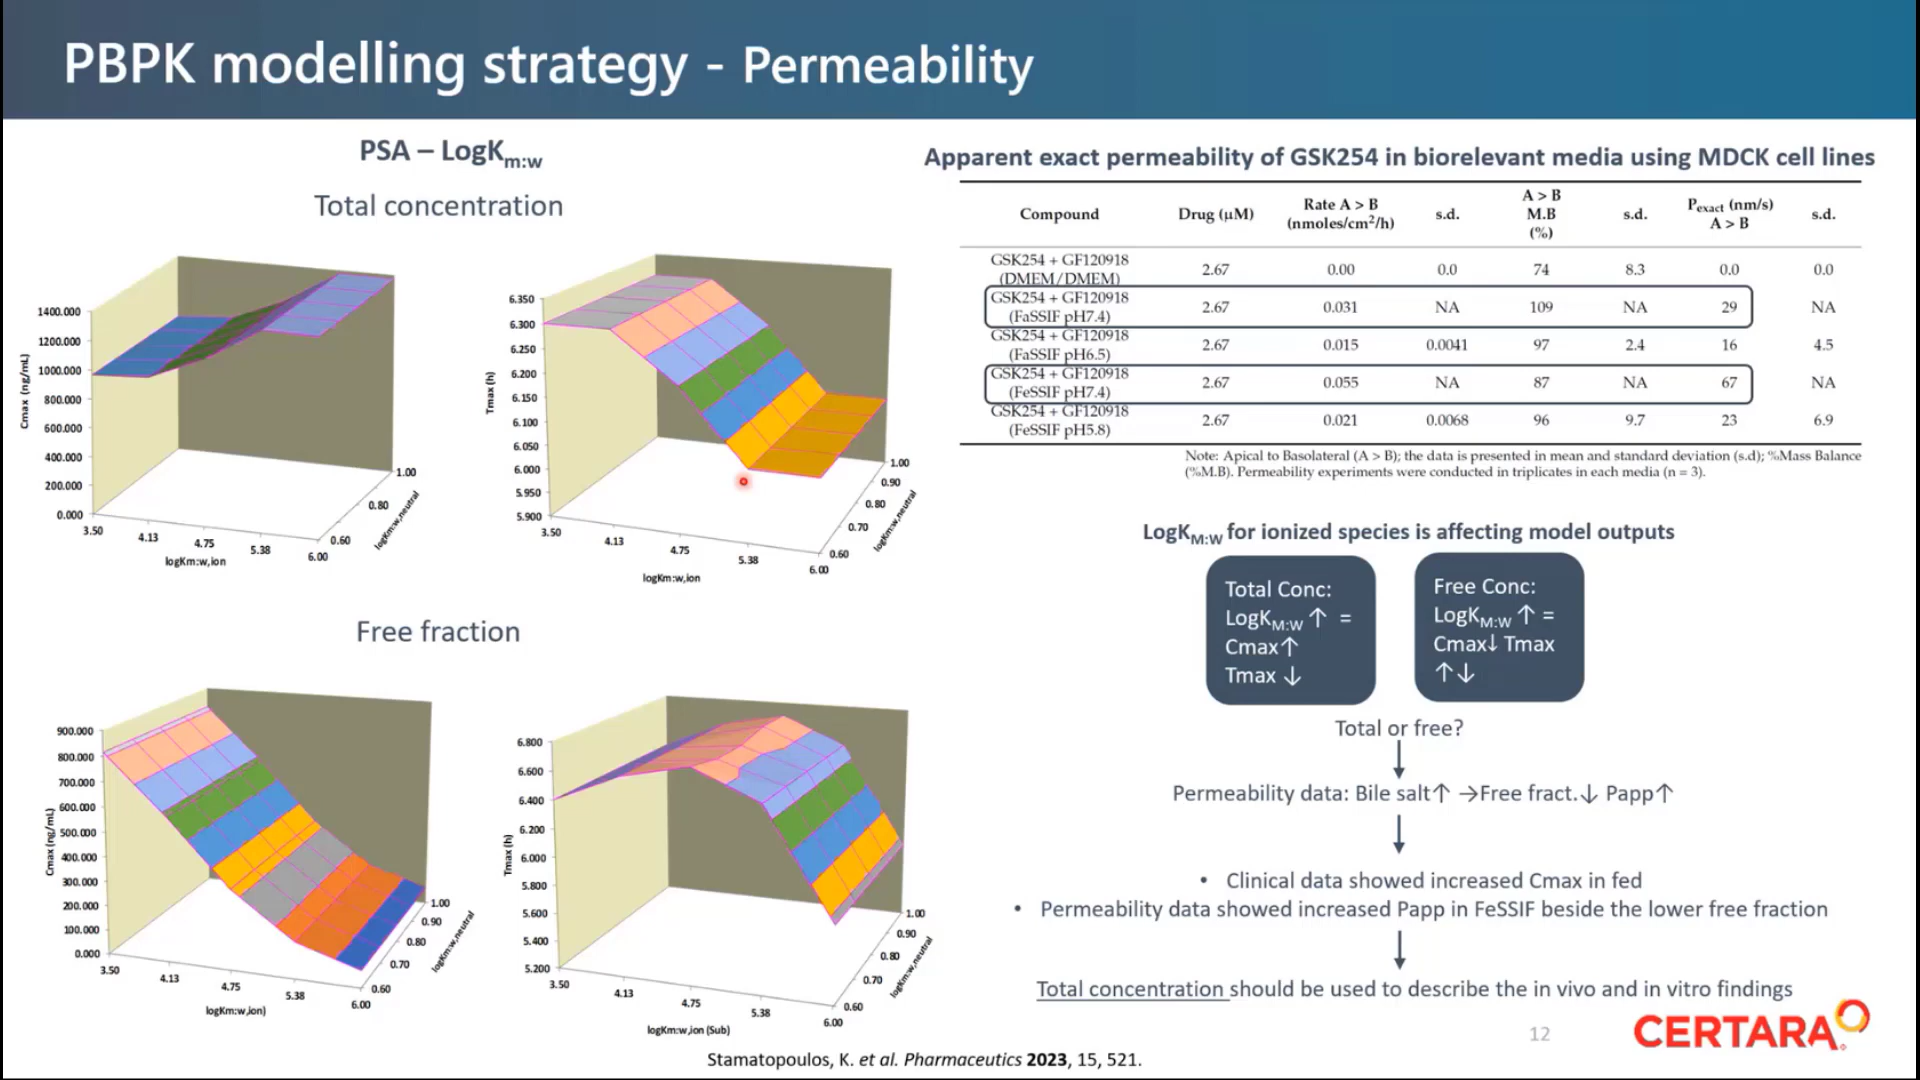 PBPK modelling strategy - Permeability
PSA – LogKm:w
Total concentration
1400.000
1200.000
1000.000
800.000
600.000
400.000
200.000
0.000
Cmax (ng/mL)
3.50
4.13
4.75
5.38
6.00
logKm:w,ion
0.60
0.80
1.00
logKm:w,neutral
6.350
6.300
6.250
6.200
6.150
6.100
6.050
6.000
5.950
5.900
Tmax (h)
3.50
4.13
4.75
5.38
6.00
logKm:w,ion
0.60
0.70
0.80
0.90
1.00
logKm:w,neutral
Free fraction
900.000
800.000
700.000
600.000
500.000
400.000
300.000
200.000
100.000
0.000
Cmax (ng/mL)
3.50
4.13
4.75
5.38
6.00
logKm:w,ion)
0.60
0.70
0.80
0.90
1.00
logKm:w,neutral
6.800
6.600
6.400
6.200
6.000
5.800
5.600
5.400
5.200
Tmax (h)
3.50
4.13
4.75
5.38
6.00
logKm:w,ion (Sub)
0.60
0.70
0.80
0.90
1.00
logKm:w,neutral
Apparent exact permeability of GSK254 in biorelevant media using MDCK cell lines
Compound Drug (μM) Rate A > B (nmoles/cm²/h) s.d. A > B M.B (%) s.d. Pexact (nm/s) A > B s.d.
GSK254 + GF120918 (DMEM/DMEM) 2.67 0.00 0.0 74 8.3 0.0 0.0
GSK254 + GF120918 (FaSSIF pH7.4) 2.67 0.031 NA 109 NA 29 NA
GSK254 + GF120918 (FaSSIF pH6.5) 2.67 0.015 0.0041 97 2.4 16 4.5
GSK254 + GF120918 (FeSSIF pH7.4) 2.67 0.055 NA 87 NA 67 NA
GSK254 + GF120918 (FeSSIF pH5.8) 2.67 0.021 0.0068 96 9.7 23 6.9
Note: Apical to Basolateral (A > B); the data is presented in mean and standard deviation (s.d); %Mass Balance
(%M.B). Permeability experiments were conducted in triplicates in each media (n = 3).
LogKM:W for ionized species is affecting model outputs
Total Conc:
LogKM:W ↑ =
Cmax↑
Tmax ↓
Free Conc:
LogKM:W ↑ =
Cmax↓ Tmax
↑↓
Total or free?
Permeability data: Bile salt↑ →Free fract.↓ Papp↑
• Clinical data showed increased Cmax in fed
• Permeability data showed increased Papp in FeSSIF beside the lower free fraction
Total concentration should be used to describe the in vivo and in vitro findings
12
CERTARA
Stamatopoulos, K. et al. Pharmaceutics 2023, 15, 521.